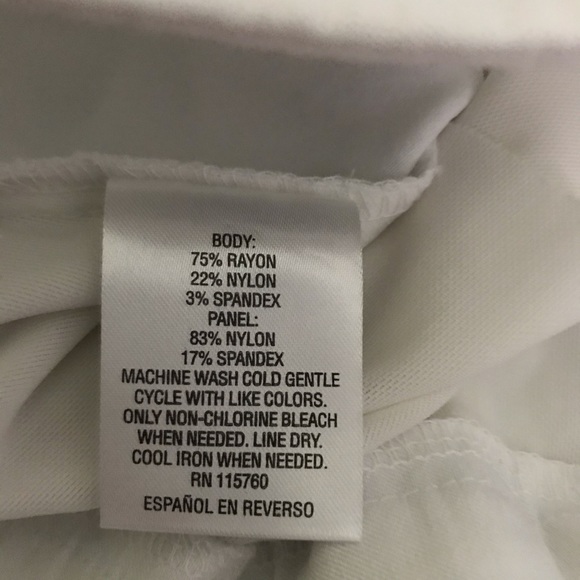 BODY:
75% RAYON
22% NYLON
3% SPANDEX
PANEL:
83% NYLON
17% SPANDEX
MACHINE WASH COLD GENTLE
CYCLE WITH LIKE COLORS.
ONLY NON-CHLORINE BLEACH
WHEN NEEDED. LINE DRY.
COOL IRON WHEN NEEDED.
RN 115760
ESPAÑOL EN REVERSO